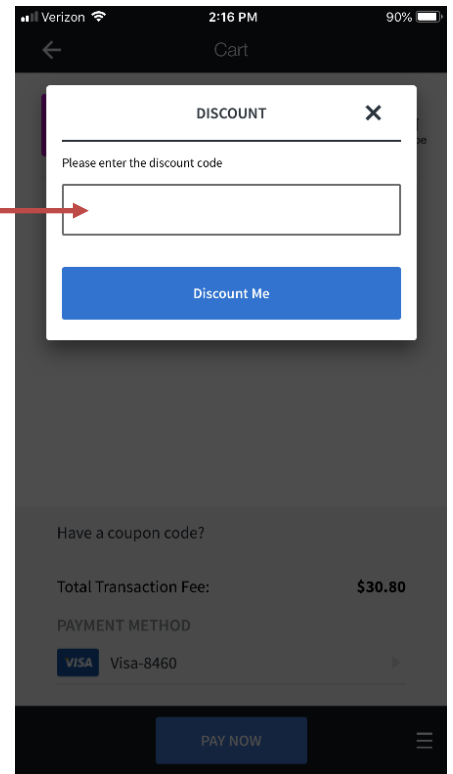 Verizon 2:16 PM 90%
Cart
DISCOUNT
Please enter the discount code
Discount Me
Have a coupon code?
Total Transaction Fee: $30.80
PAYMENT METHOD
VISA Visa-8460
PAY NOW